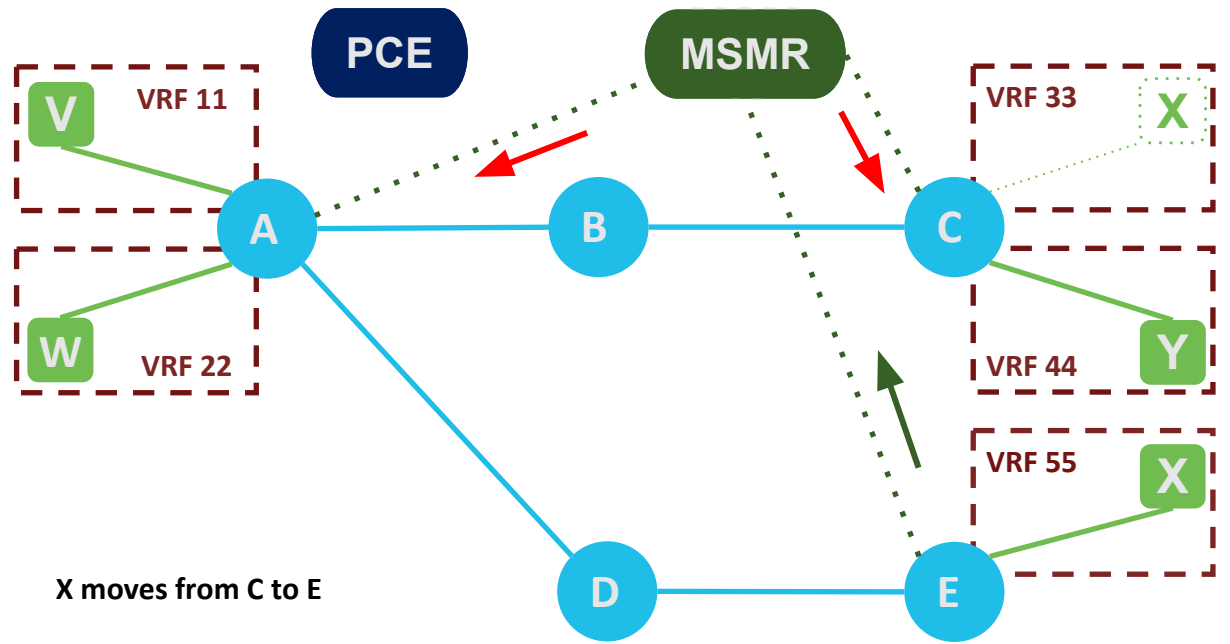 PCE
MSMR
V
VRF 11
VRF 33
X
A
B
C
W
VRF 22
VRF 44
Y
VRF 55
X
X moves from C to E
D
E